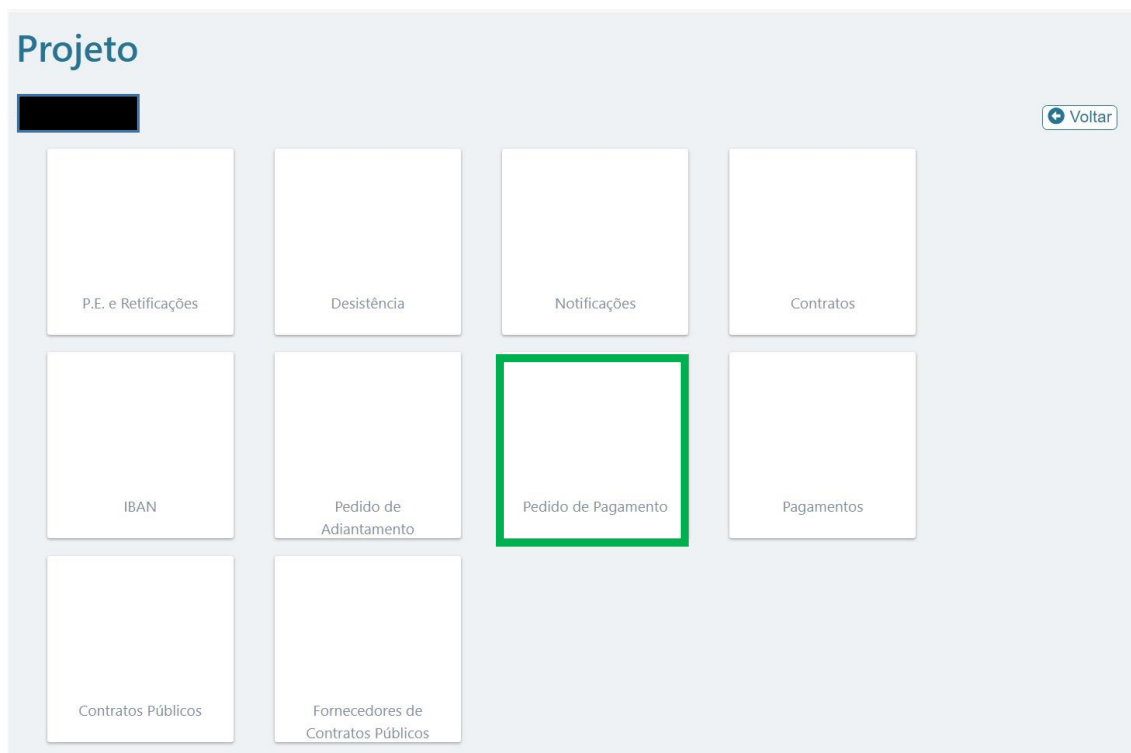 Projeto
Voltar
P.E. e Retificações
Desistência
Notificações
Contratos
IBAN
Pedido de
Adiantamento
Pedido de Pagamento
Pagamentos
Contratos Públicos
Fornecedores de
Contratos Públicos